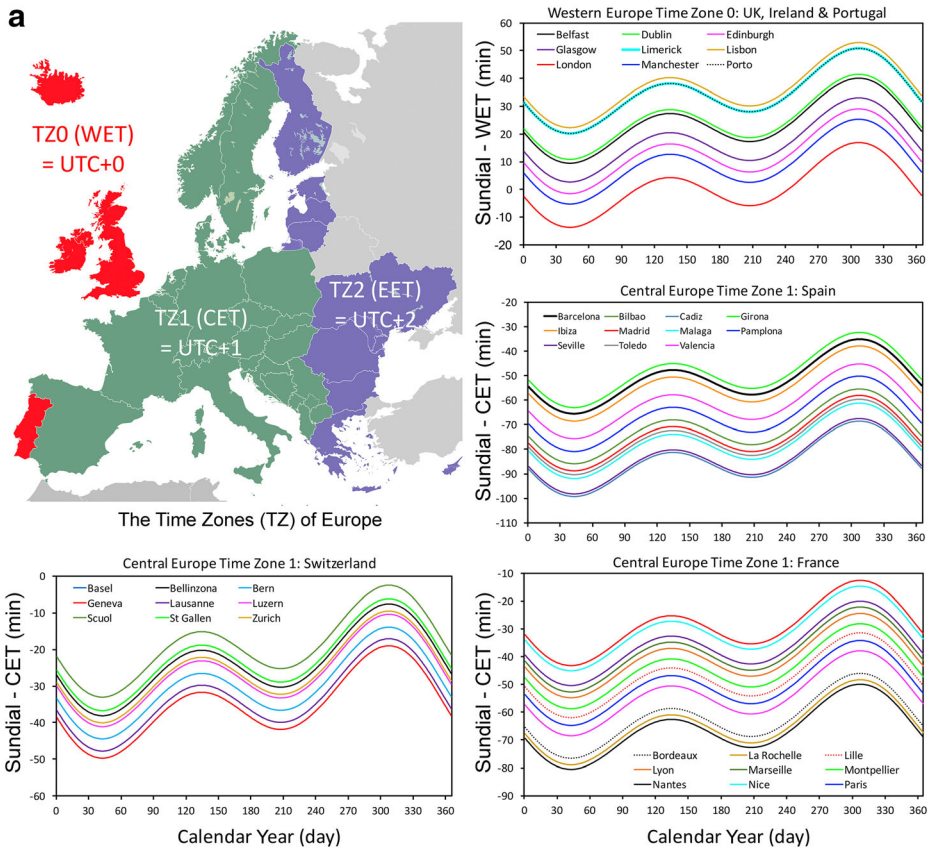 a
TZ0 (WET)
= UTC+0
TZ1 (CET)
= UTC+1
TZ2 (EET)
= UTC+2
The Time Zones (TZ) of Europe
Western Europe Time Zone 0: UK, Ireland & Portugal
Sundial - WET (min)
60
50
40
30
20
10
0
-10
-20
Belfast Dublin Edinburgh
Glasgow Limerick Lisbon
London Manchester Porto
0 30 60 90 120 150 180 210 240 270 300 330 360
Central Europe Time Zone 1: Spain
Sundial - CET (min)
-20
-30
-40
-50
-60
-70
-80
-90
-100
-110
Barcelona Bilbao Cadiz Girona
Ibiza Madrid Malaga Pamplona
Seville Toledo Valencia
0 30 60 90 120 150 180 210 240 270 300 330 360
Central Europe Time Zone 1: Switzerland
Sundial - CET (min)
0
-10
-20
-30
-40
-50
-60
Basel Bellinzona Bern
Geneva Lausanne Luzern
Scuol St Gallen Zurich
0 30 60 90 120 150 180 210 240 270 300 330 360
Calendar Year (day)
Central Europe Time Zone 1: France
Sundial - CET (min)
-10
-20
-30
-40
-50
-60
-70
-80
-90
Bordeaux La Rochelle Lille
Lyon Marseille Montpellier
Nantes Nice Paris
0 30 60 90 120 150 180 210 240 270 300 330 360
Calendar Year (day)